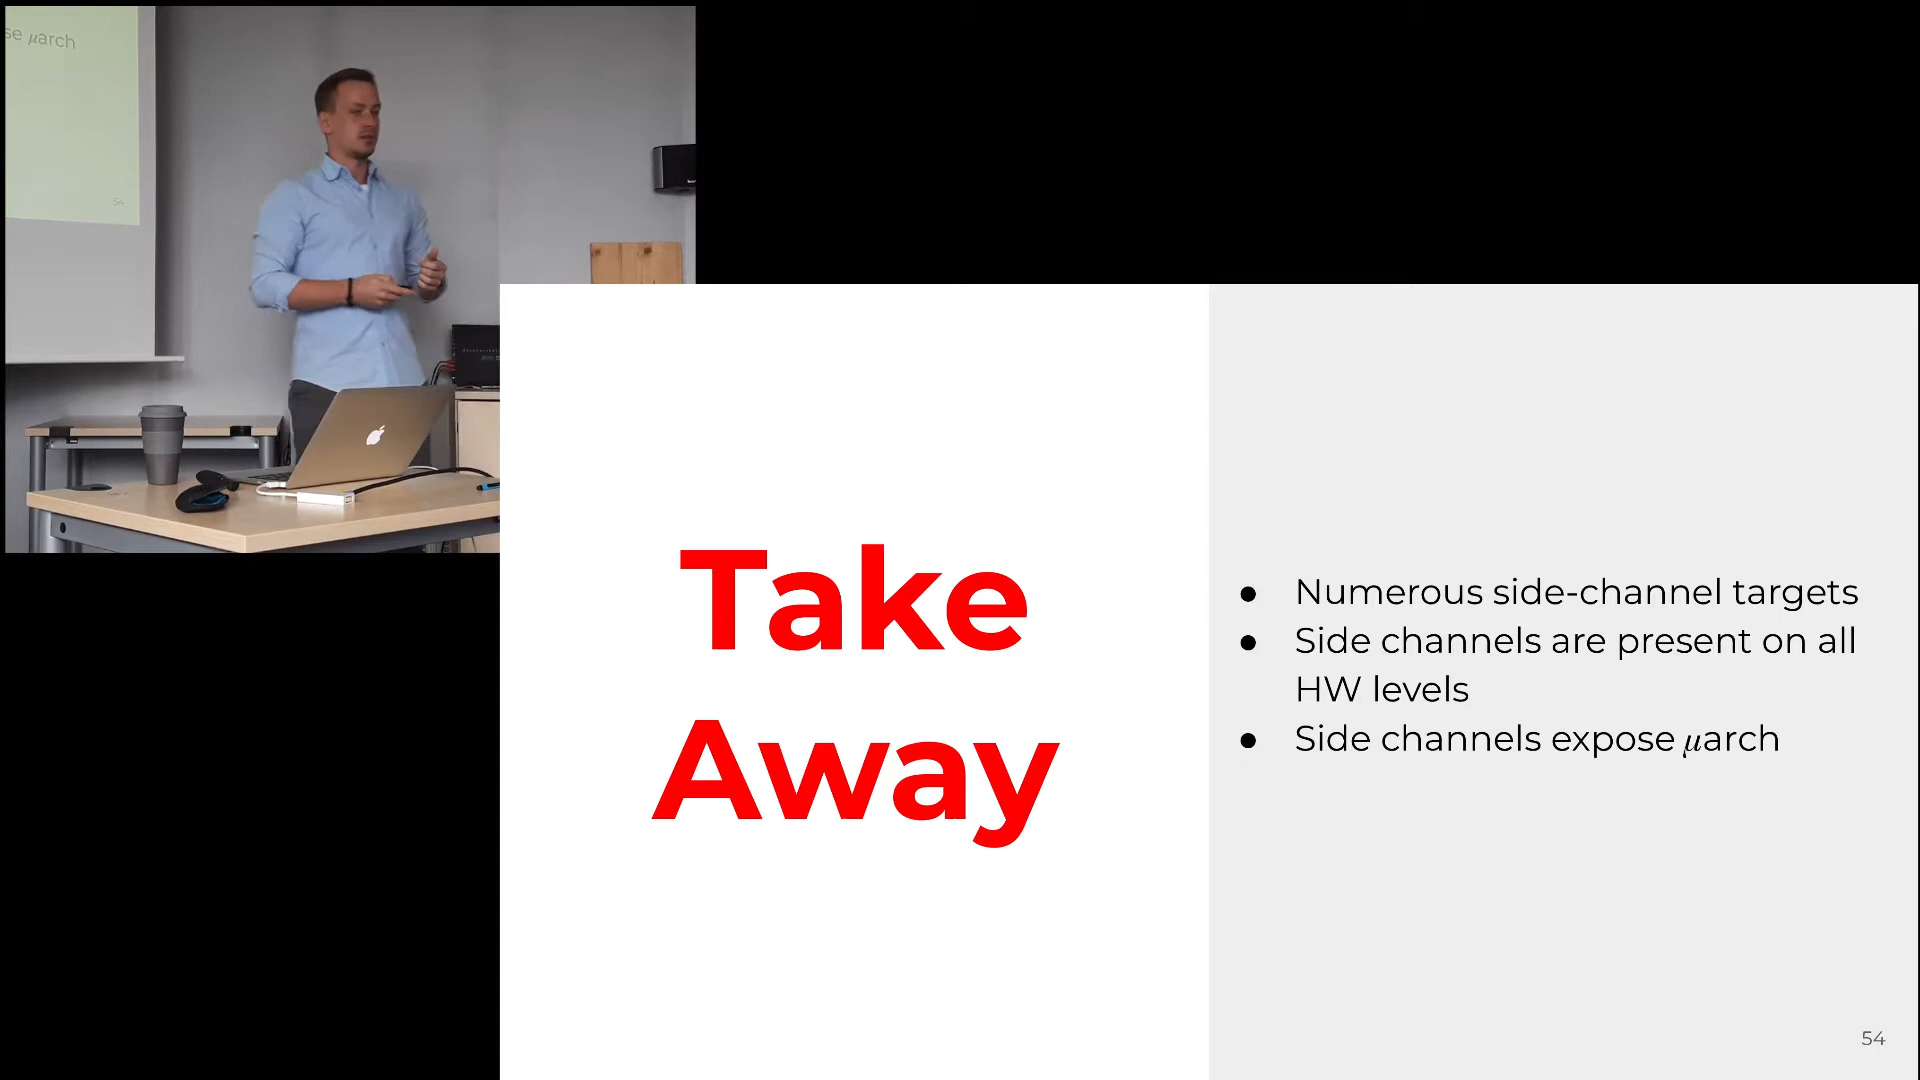 se µarch
54
Take
Away
● Numerous side-channel targets
● Side channels are present on all
HW levels
● Side channels expose µarch
54